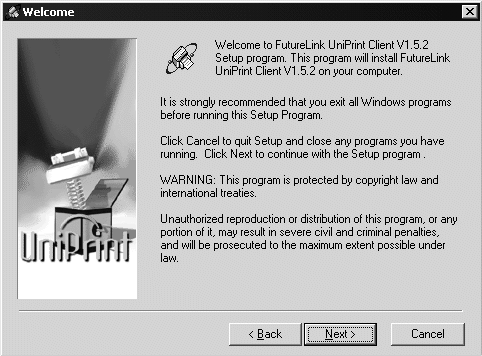 Welcome
Welcome to FutureLink UniPrint Client V1.5.2
Setup program. This program will install FutureLink
UniPrint Client V1.5.2 on your computer.
It is strongly recommended that you exit all Windows programs
before running this Setup Program.
Click Cancel to quit Setup and close any programs you have
running. Click Next to continue with the Setup program .
WARNING: This program is protected by copyright law and
international treaties.
Unauthorized reproduction or distribution of this program, or any
portion of it, may result in severe civil and criminal penalties,
and will be prosecuted to the maximum extent possible under
law.
UniPrint
< Back
Next >
Cancel